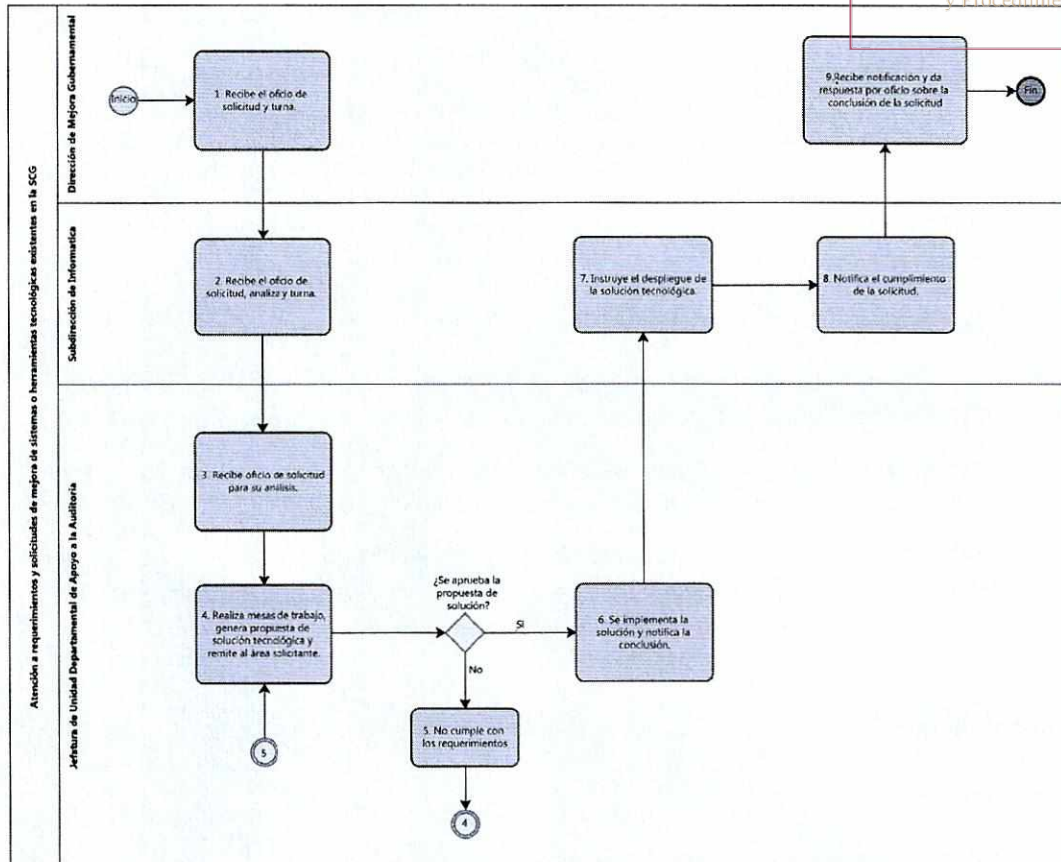 y Procedimie
Atención a requerimientos y solicitudes de mejora de sistemas o herramientas tecnológicas existentes en la SCG
Dirección de Mejora Gubernamental
Inicio
1. Recibe el oficio de
solicitud y turna.
9.Recibe notificación y da
respuesta por oficio sobre la
conclusión de la solicitud
Fin
Subdirección de Informatica
2. Recibe el oficio de
solicitud, analiza y turna.
7. Instruye el despliegue de
la solución tecnológica.
8. Notifica el cumplimiento
de la solicitud.
Jefatura de Unidad Departamental de Apoyo a la Auditoría
3. Recibe oficio de solicitud
para su análisis.
4. Realiza mesas de trabajo,
genera propuesta de
solución tecnológica y
remite al área solicitante.
¿Se aprueba la
propuesta de
solución?
Si
6. Se implementa la
solución y notifica la
conclusión.
No
5. No cumple con
los requerimientos
5
4